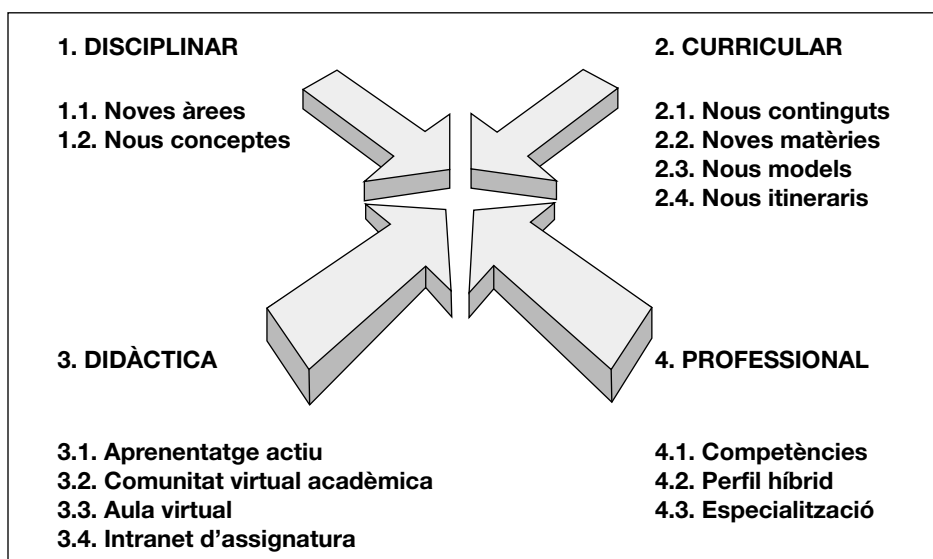 1. DISCIPLINAR
1.1. Noves àrees
1.2. Nous conceptes
2. CURRICULAR
2.1. Nous continguts
2.2. Noves matèries
2.3. Nous models
2.4. Nous itineraris
3. DIDÀCTICA
3.1. Aprenentatge actiu
3.2. Comunitat virtual acadèmica
3.3. Aula virtual
3.4. Intranet d’assignatura
4. PROFESSIONAL
4.1. Competències
4.2. Perfil híbrid
4.3. Especialització